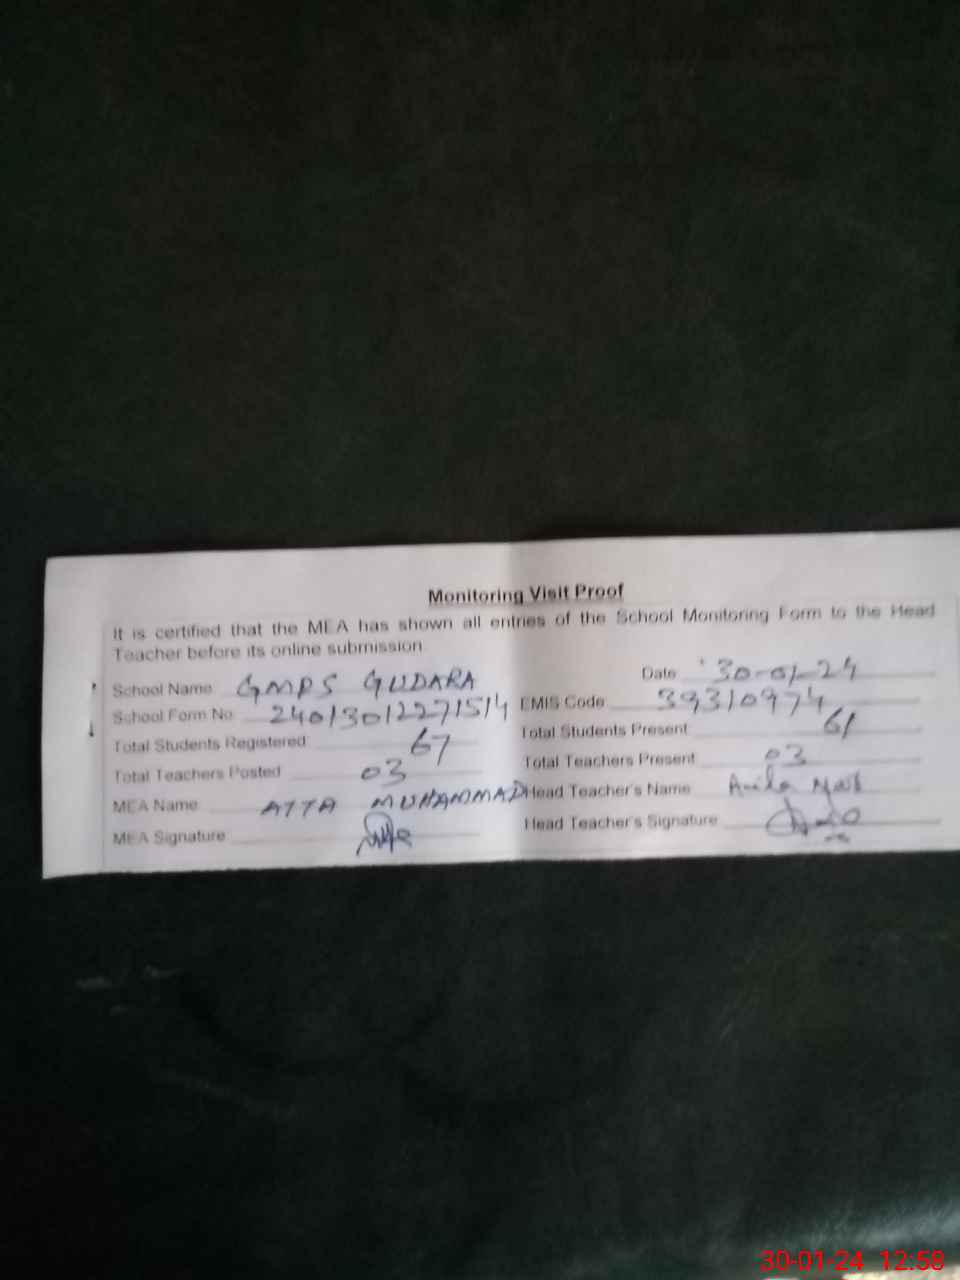 Monitoring Visit Proof
It is certified that the MEA has shown all entries of the School Monitoring Form to the Head
Teacher before its online submission
Date 30-01-24
School Name GMPS GUDARA
School Form No 24013012271514
EMIS Code 39310974
Total Students Registered 67
Total Students Present 61
Total Teachers Posted 03
Total Teachers Present 03
MEA Name ATTA MUHAMMAD
Head Teacher's Name Anila
MEA Signature
Head Teacher's Signature
30-01-24 12:58